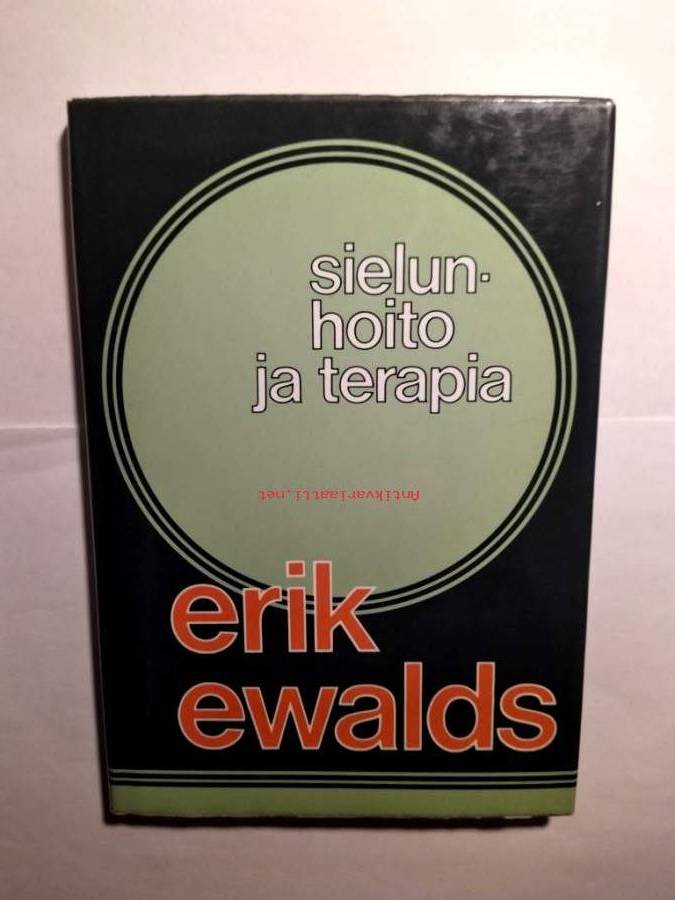 sielun-
hoito
ja terapia
Antikvariaatti.net
erik
ewalds